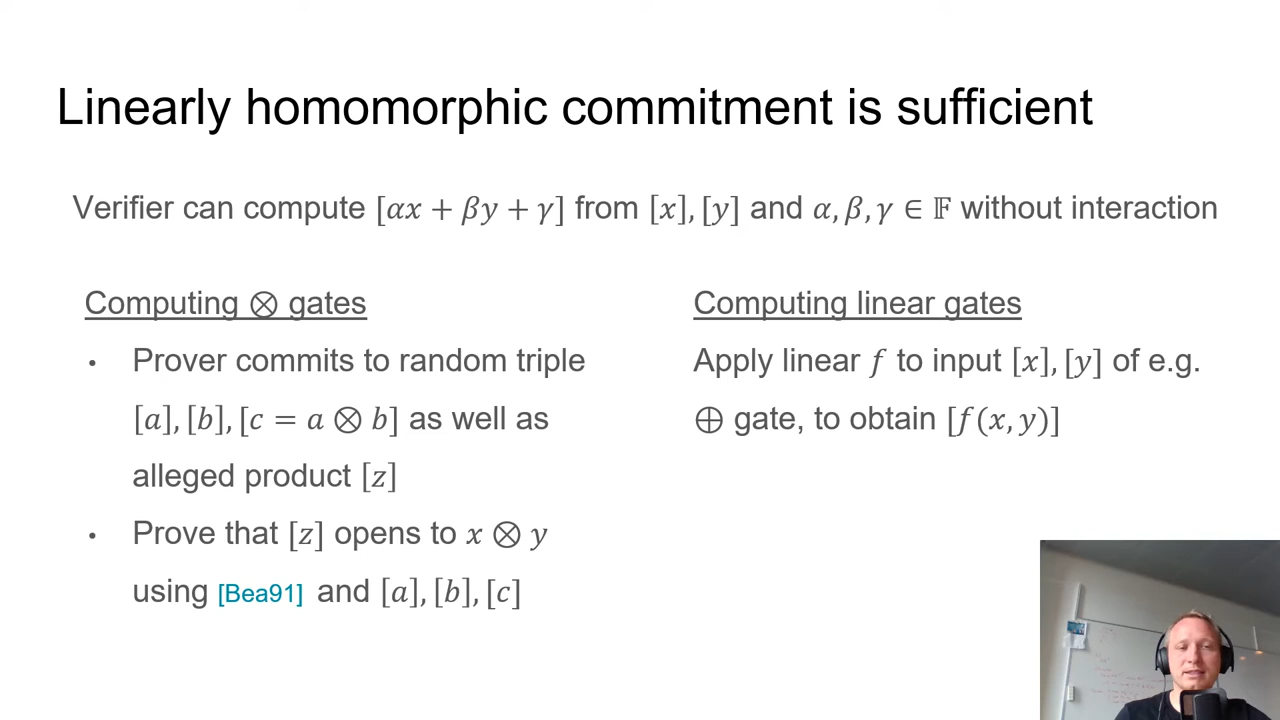 Linearly homomorphic commitment is sufficient
Verifier can compute [αx + βy + γ] from [x], [y] and α, β, γ ∈ 𝔽 without interaction
Computing ⊗ gates
• Prover commits to random triple
[a], [b], [c = a ⊗ b] as well as
alleged product [z]
• Prove that [z] opens to x ⊗ y
using [Bea91] and [a], [b], [c]
Computing linear gates
Apply linear f to input [x], [y] of e.g.
⊕ gate, to obtain [f(x, y)]